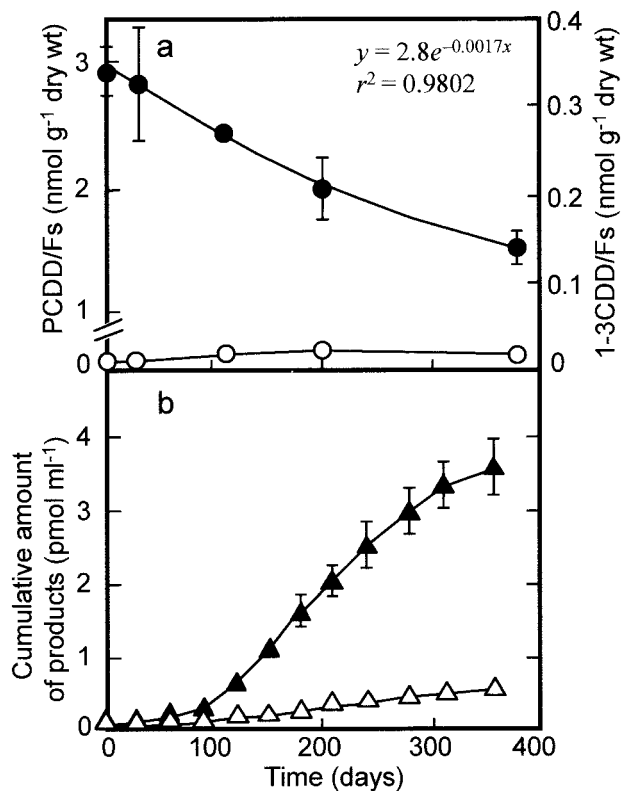 a
y = 2.8e^−0.0017x
r² = 0.9802
PCDD/Fs (nmol g⁻¹ dry wt)
3
2
1
0
1-3CDD/Fs (nmol g⁻¹ dry wt)
0.4
0.3
0.2
0.1
0
b
Cumulative amount
of products (pmol ml⁻¹)
4
3
2
1
0
0 100 200 300 400
Time (days)